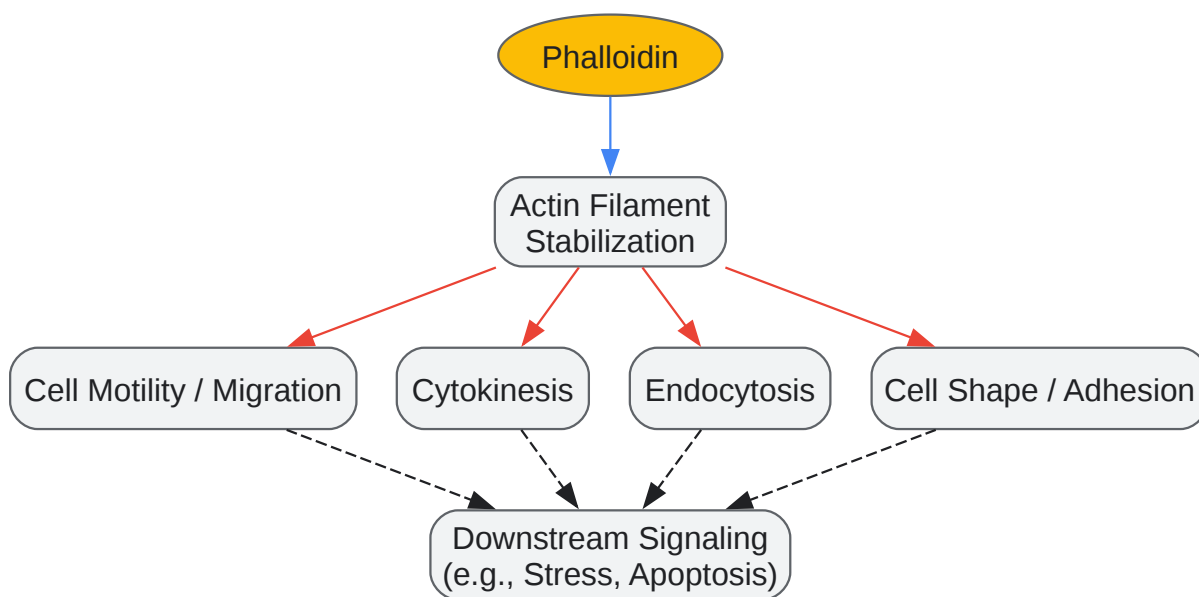 Phalloidin
Actin Filament
Stabilization
Cell Motility / Migration
Cytokinesis
Endocytosis
Cell Shape / Adhesion
Downstream Signaling
(e.g., Stress, Apoptosis)